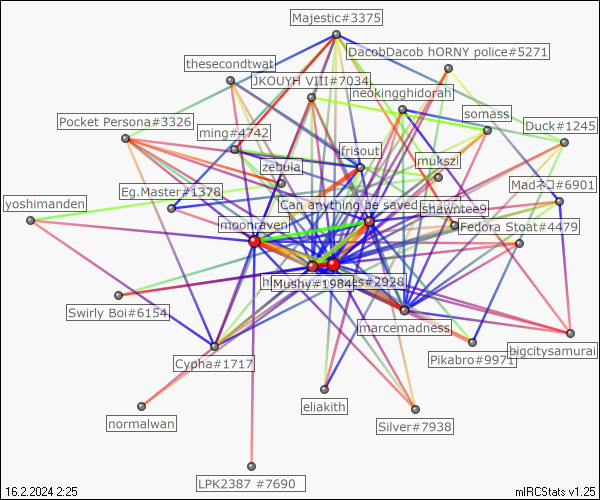 Majestic#3375
DacobDacob hORNY police#5271
thesecondtwat
JKOUYH VIII#7034
neokingghidorah
somass
Pocket Persona#3326
Duck#1245
ming#4742
frisout
mukszi
zebula
Eg.Master#1378
Madネコ#6901
yoshimanden
Can anything be saved
shawntee9
moonraven
Fedora Stoat#4479
#2928
Mushy#1984
Swirly Boi#6154
marcemadness
bigcitysamurai
Pikabro#9971
Cypha#1717
eliakith
normalwan
Silver#7938
LPK2387 #7690
16.2.2024 2:25
mIRCStats v1.25